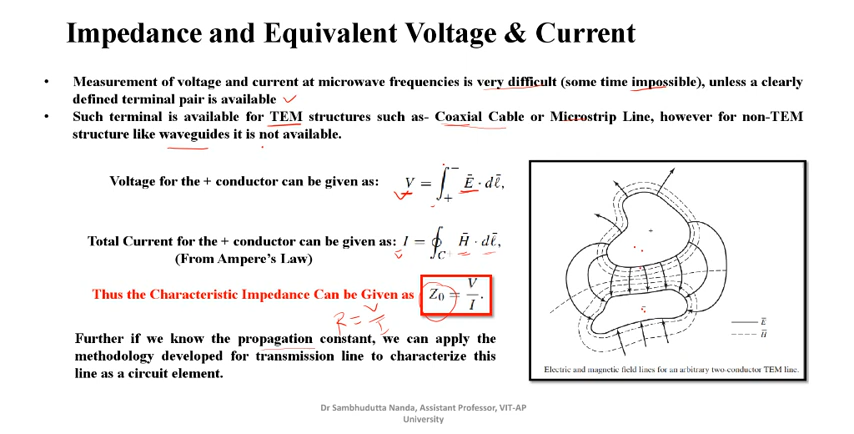 Impedance and Equivalent Voltage & Current
• Measurement of voltage and current at microwave frequencies is very difficult (some time impossible), unless a clearly
defined terminal pair is available
• Such terminal is available for TEM structures such as- Coaxial Cable or Microstrip Line, however for non-TEM
structure like waveguides it is not available.
Voltage for the + conductor can be given as: V = ∫₊⁻ Ē · dℓ̄,
Total Current for the + conductor can be given as: I = ∮_C H̄ · dℓ̄,
(From Ampere's Law)
Thus the Characteristic Impedance Can be Given as Z₀ = V/I.
R = V/I
Further if we know the propagation constant, we can apply the
methodology developed for transmission line to characterize this
line as a circuit element.
Ē
H̄
Electric and magnetic field lines for an arbitrary two-conductor TEM line.
Dr Sambhudutta Nanda, Assistant Professor, VIT-AP
University